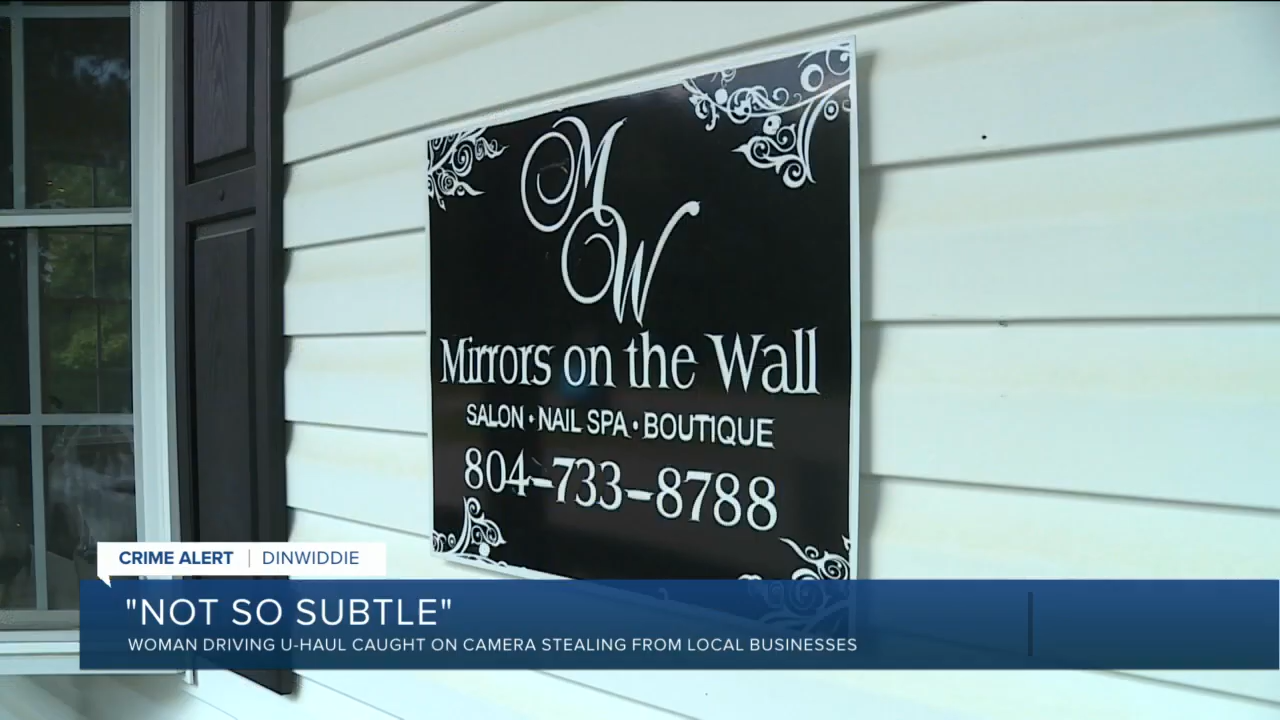 M
W
Mirrors on the Wall
SALON • NAIL SPA • BOUTIQUE
804-733-8788
CRIME ALERT | DINWIDDIE
"NOT SO SUBTLE"
WOMAN DRIVING U-HAUL CAUGHT ON CAMERA STEALING FROM LOCAL BUSINESSES